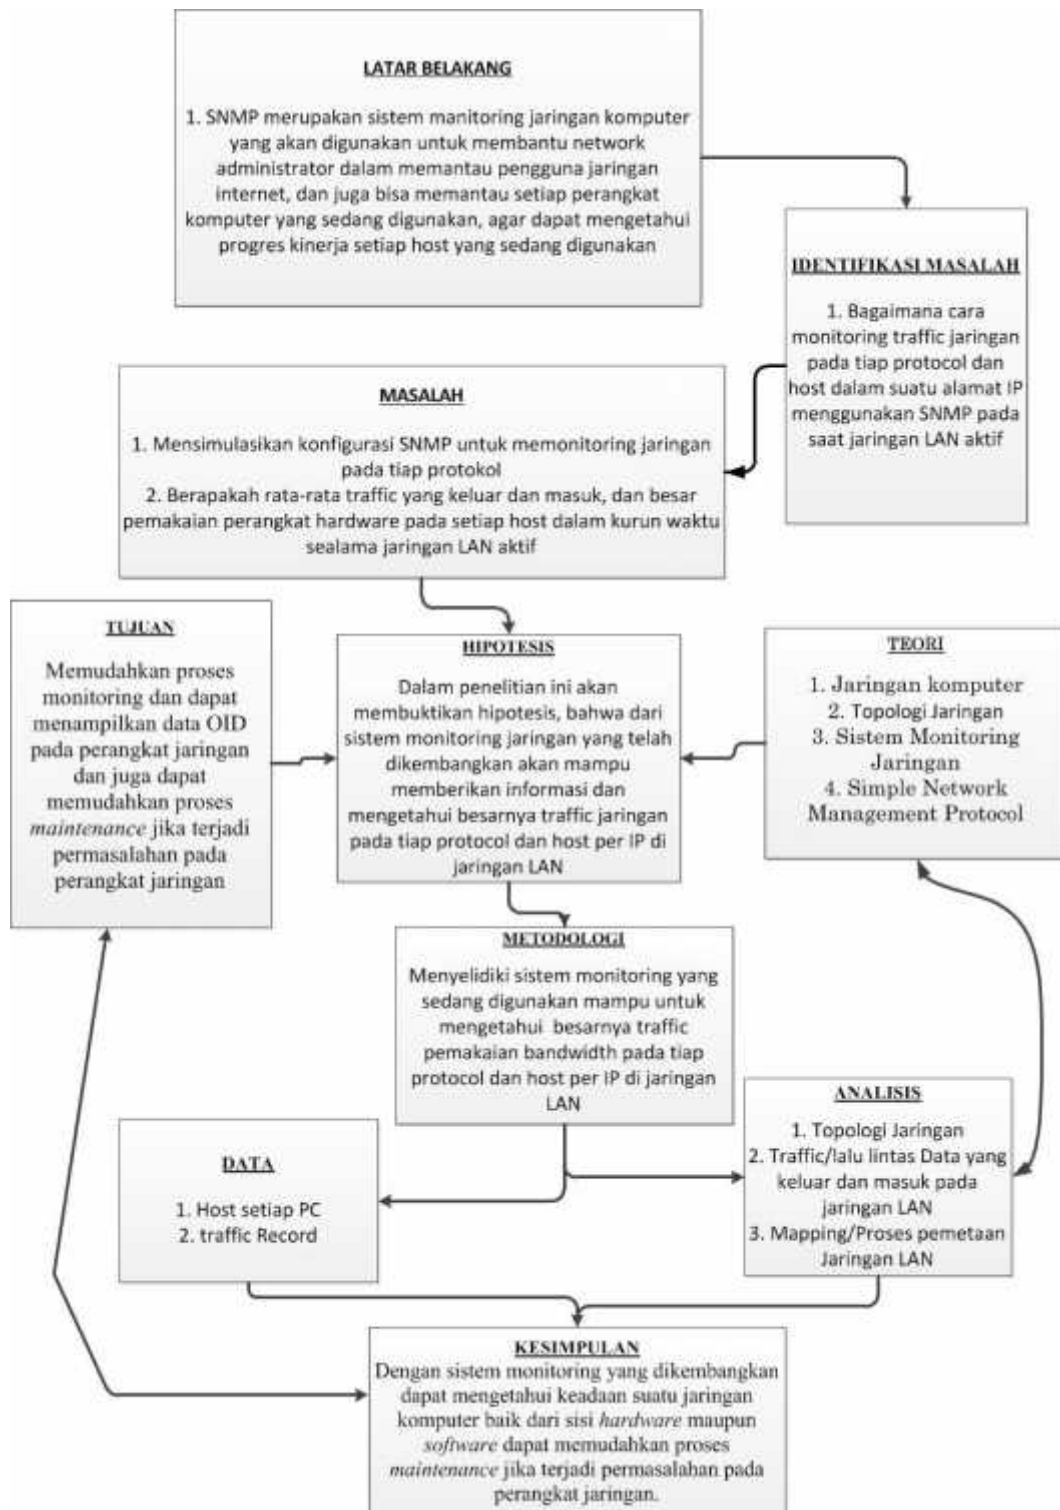 LATAR BELAKANG
1. SNMP merupakan sistem manitoring jaringan komputer
yang akan digunakan untuk membantu network
administrator dalam memantau pengguna jaringan
internet, dan juga bisa memantau setiap perangkat
komputer yang sedang digunakan, agar dapat mengetahui
progres kinerja setiap host yang sedang digunakan
IDENTIFIKASI MASALAH
1. Bagaimana cara
monitoring traffic jaringan
pada tiap protocol dan
host dalam suatu alamat IP
menggunakan SNMP pada
saat jaringan LAN aktif
MASALAH
1. Mensimulasikan konfigurasi SNMP untuk memonitoring jaringan
pada tiap protokol
2. Berapakah rata-rata traffic yang keluar dan masuk, dan besar
pemakaian perangkat hardware pada setiap host dalam kurun waktu
sealama jaringan LAN aktif
TUJUAN
Memudahkan proses
monitoring dan dapat
menampilkan data OID
pada perangkat jaringan
dan juga dapat
memudahkan proses
maintenance jika terjadi
permasalahan pada
perangkat jaringan
HIPOTESIS
Dalam penelitian ini akan
membuktikan hipotesis, bahwa dari
sistem monitoring jaringan yang telah
dikembangkan akan mampu
memberikan informasi dan
mengetahui besarnya traffic jaringan
pada tiap protocol dan host per IP di
jaringan LAN
TEORI
1. Jaringan komputer
2. Topologi Jaringan
3. Sistem Monitoring
Jaringan
4. Simple Network
Management Protocol
METODOLOGI
Menyelidiki sistem monitoring yang
sedang digunakan mampu untuk
mengetahui besarnya traffic
pemakaian bandwidth pada tiap
protocol dan host per IP di jaringan
LAN
DATA
1. Host setiap PC
2. traffic Record
ANALISIS
1. Topologi Jaringan
2. Traffic/lalu lintas Data yang
keluar dan masuk pada
jaringan LAN
3. Mapping/Proses pemetaan
Jaringan LAN
KESIMPULAN
Dengan sistem monitoring yang dikembangkan
dapat mengetahui keadaan suatu jaringan
komputer baik dari sisi hardware maupun
software dapat memudahkan proses
maintenance jika terjadi permasalahan pada
perangkat jaringan.